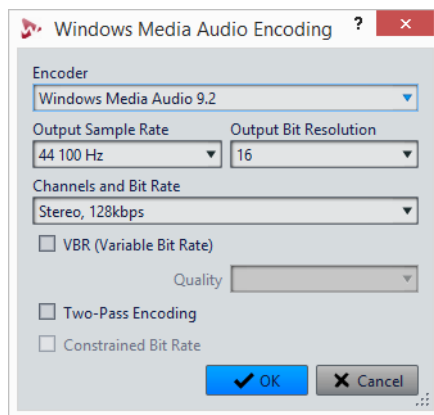 Windows Media Audio Encoding ?
Encoder
Windows Media Audio 9.2
Output Sample Rate Output Bit Resolution
44 100 Hz 16
Channels and Bit Rate
Stereo, 128kbps
VBR (Variable Bit Rate)
Quality
Two-Pass Encoding
Constrained Bit Rate
OK Cancel